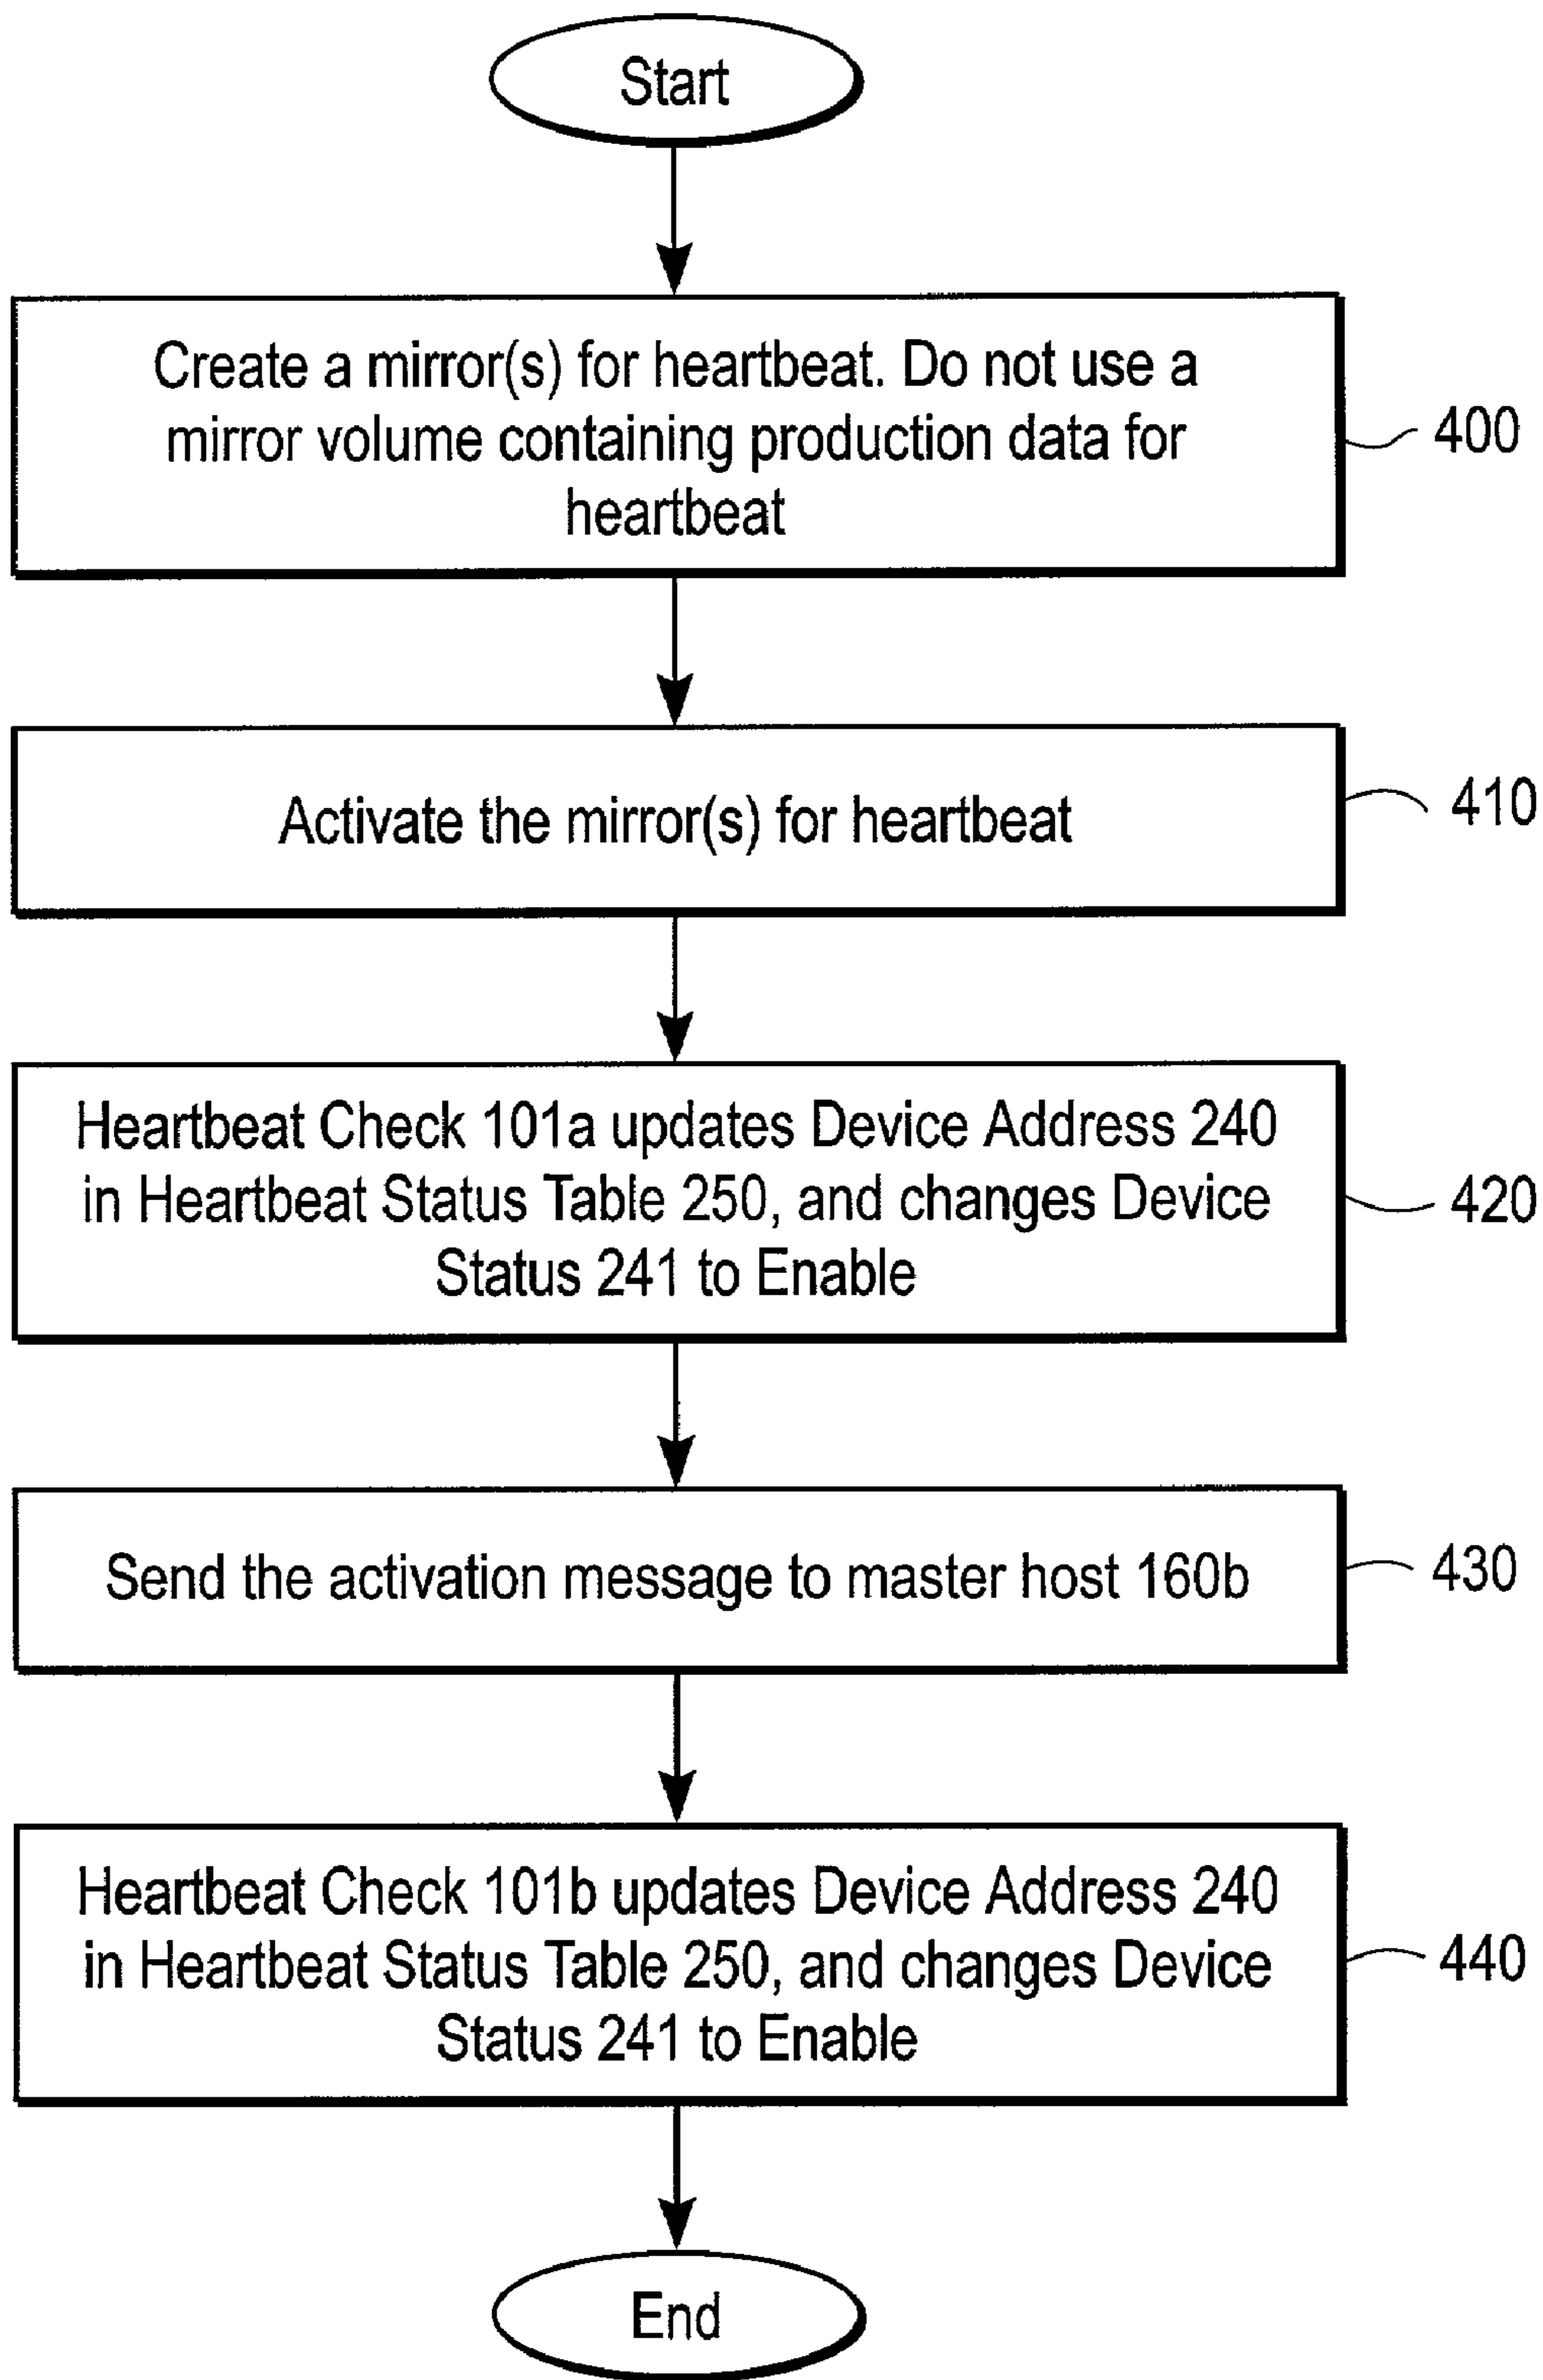 Start
Create a mirror(s) for heartbeat. Do not use a
mirror volume containing production data for
heartbeat
400
Activate the mirror(s) for heartbeat
410
Heartbeat Check 101a updates Device Address 240
in Heartbeat Status Table 250, and changes Device
Status 241 to Enable
420
Send the activation message to master host 160b
430
Heartbeat Check 101b updates Device Address 240
in Heartbeat Status Table 250, and changes Device
Status 241 to Enable
440
End